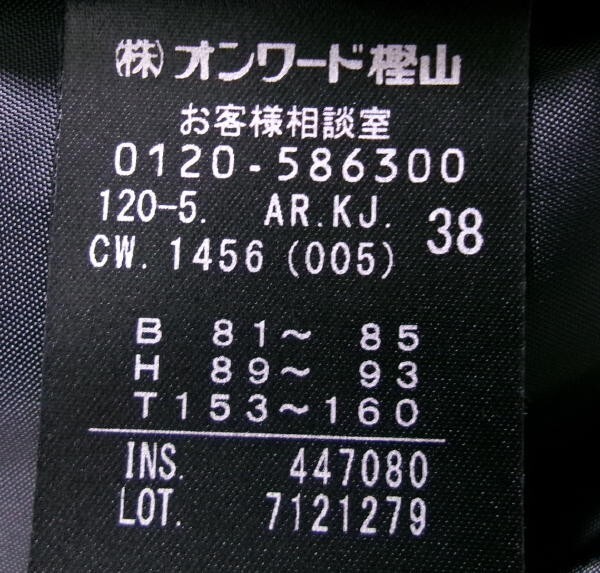 ㈱オンワード樫山
お客様相談室
0120-586300
120-5. AR.KJ. 38
CW. 1456 (005)
B 81～ 85
H 89～ 93
T 153～160
INS. 447080
LOT. 7121279